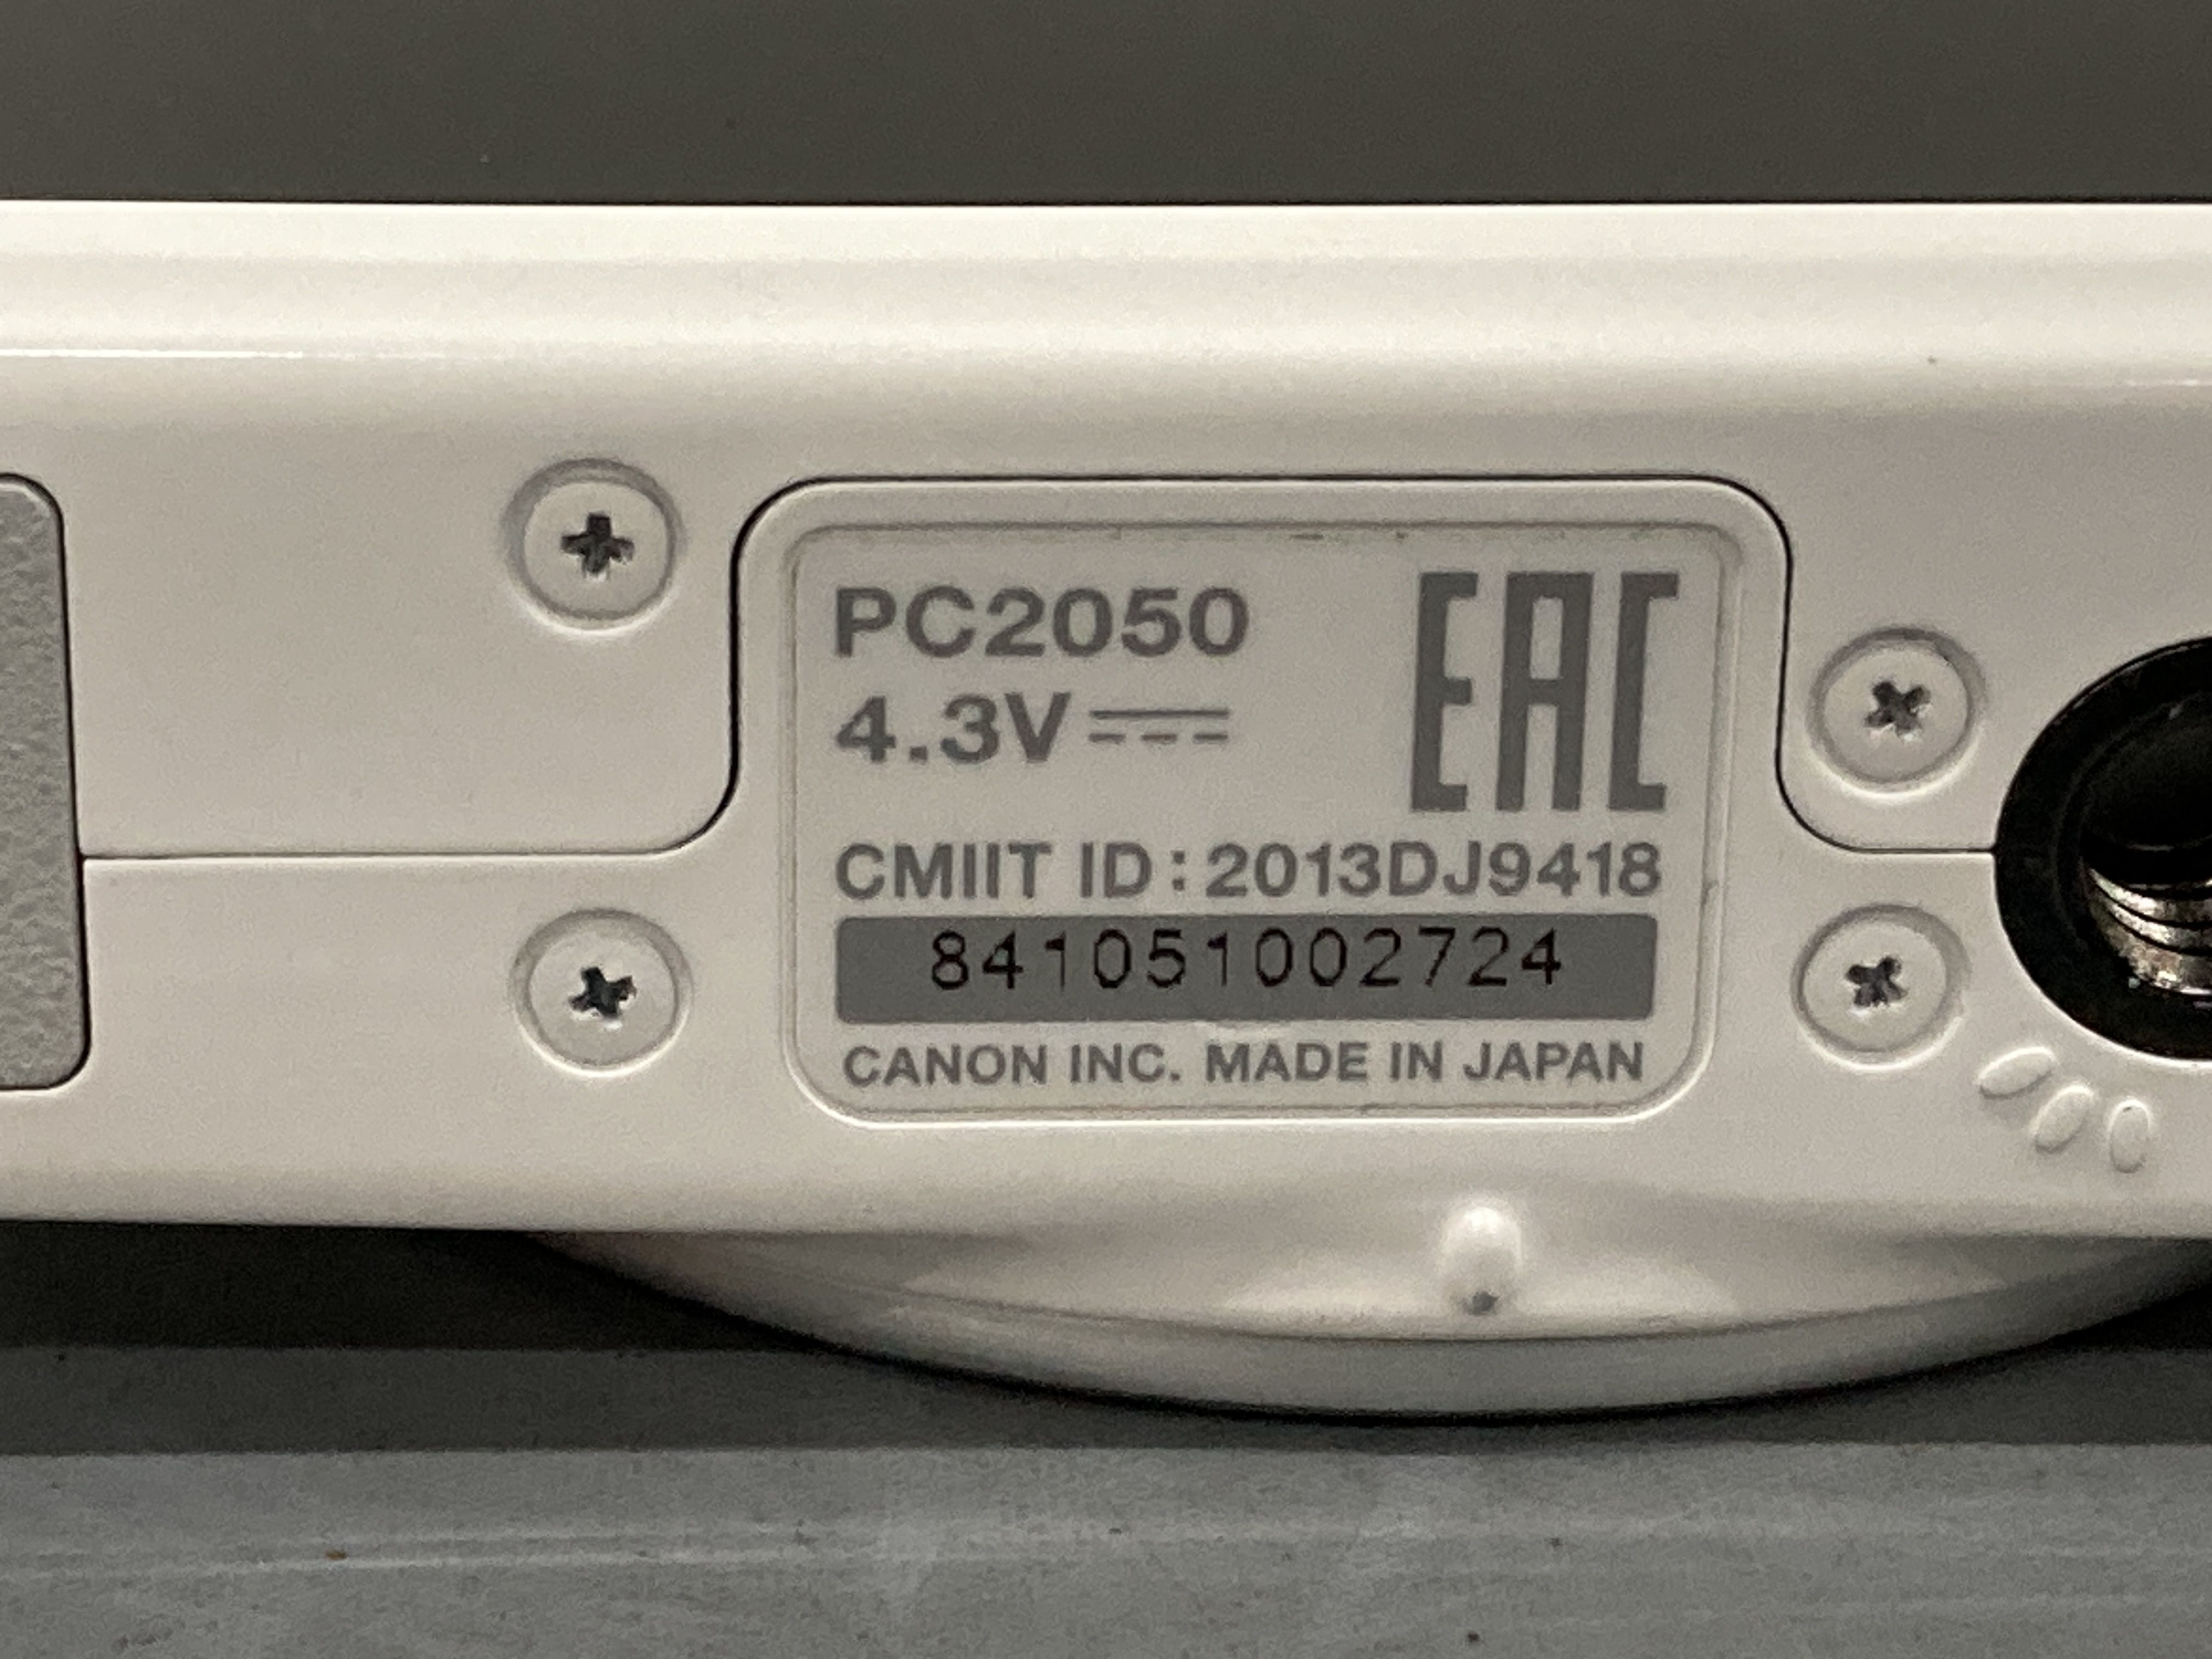 PC2050
4.3V
EAC
CMIIT ID : 2013DJ9418
841051002724
CANON INC. MADE IN JAPAN